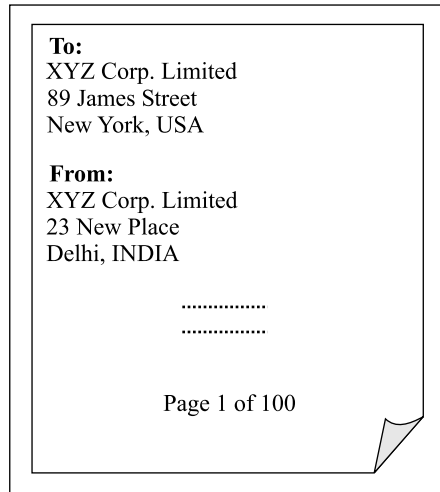 To:
XYZ Corp. Limited
89 James Street
New York, USA
From:
XYZ Corp. Limited
23 New Place
Delhi, INDIA
Page 1 of 100